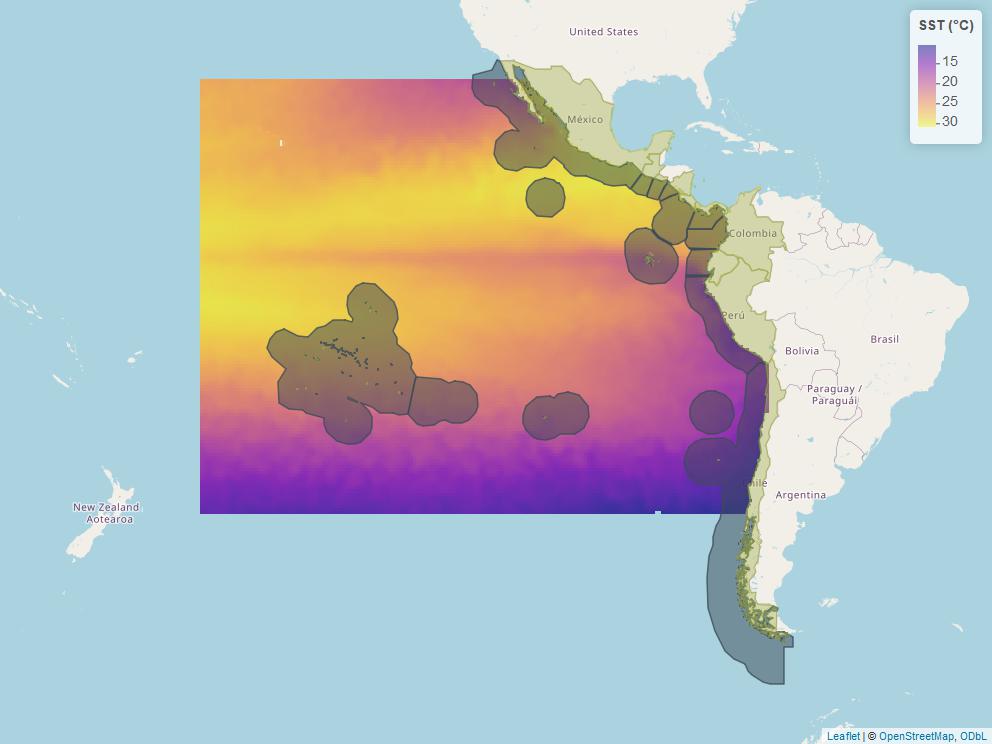 United States
SST (°C)
15
20
25
30
México
Colombia
Perú
Brasil
Bolivia
Paraguay /
Paraguái
hile
Argentina
New Zealand
Aotearoa
Leaflet | © OpenStreetMap, ODbL